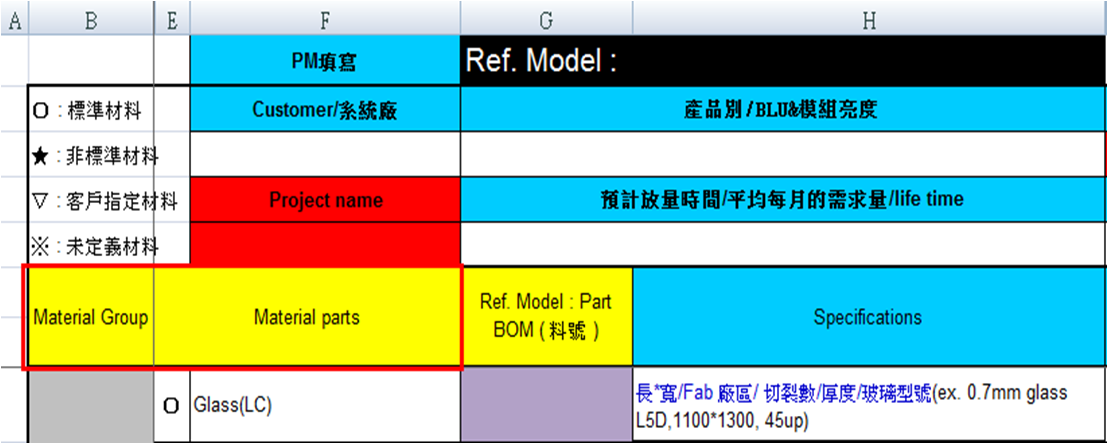 A B E F G H
PM填寫 Ref. Model :
O : 標準材料 Customer/系統廠 產品別/BLU&模組亮度
★ : 非標準材料
▽ : 客戶指定材料 Project name 預計放量時間/平均每月的需求量/life time
※ : 未定義材料
Material Group Material parts Ref. Model : Part
BOM ( 料號 ) Specifications
O Glass(LC) 長*寬/Fab 廠區/ 切裂數/厚度/玻璃型號(ex. 0.7mm glass
L5D,1100*1300, 45up)